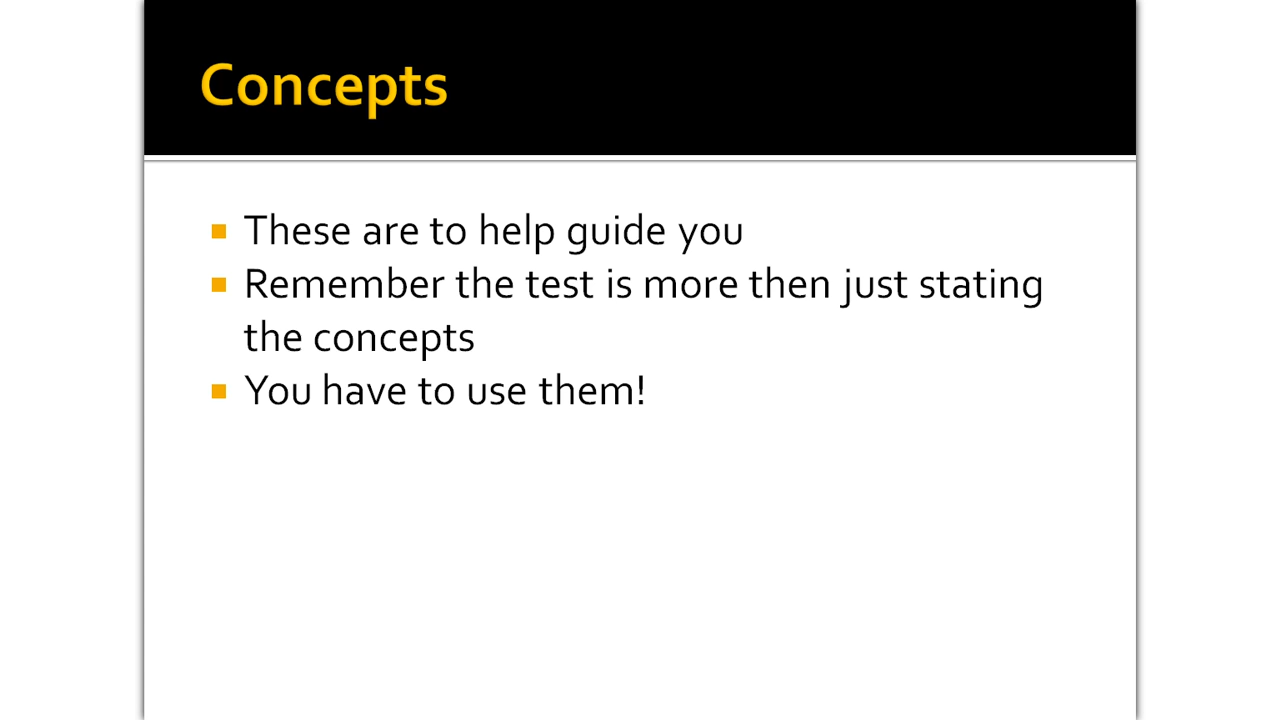 Concepts
These are to help guide you
Remember the test is more then just stating
the concepts
You have to use them!